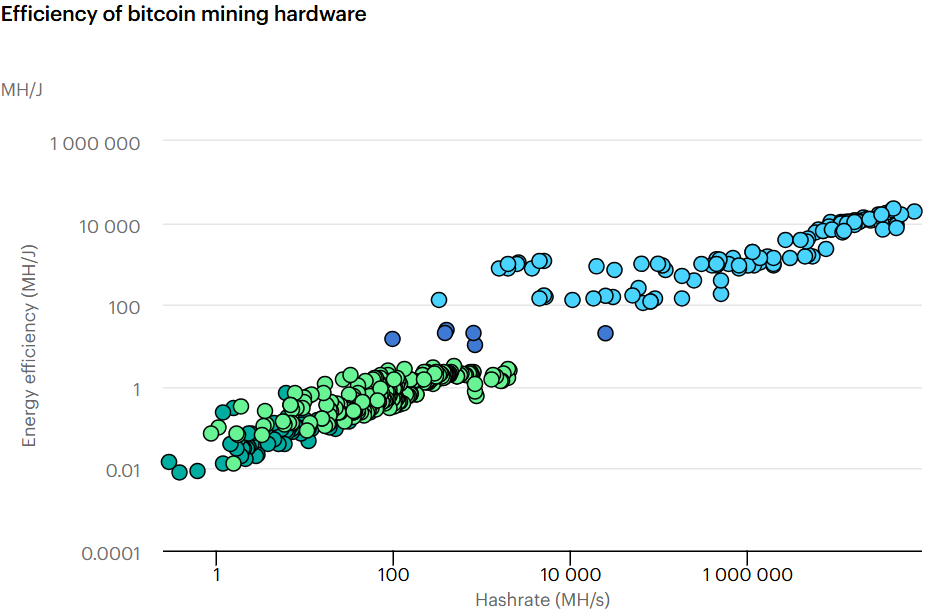 Efficiency of bitcoin mining hardware
MH/J
1 000 000
10 000
100
1
0.01
0.0001
Energy efficiency (MH/J)
1
100
10 000
1 000 000
Hashrate (MH/s)